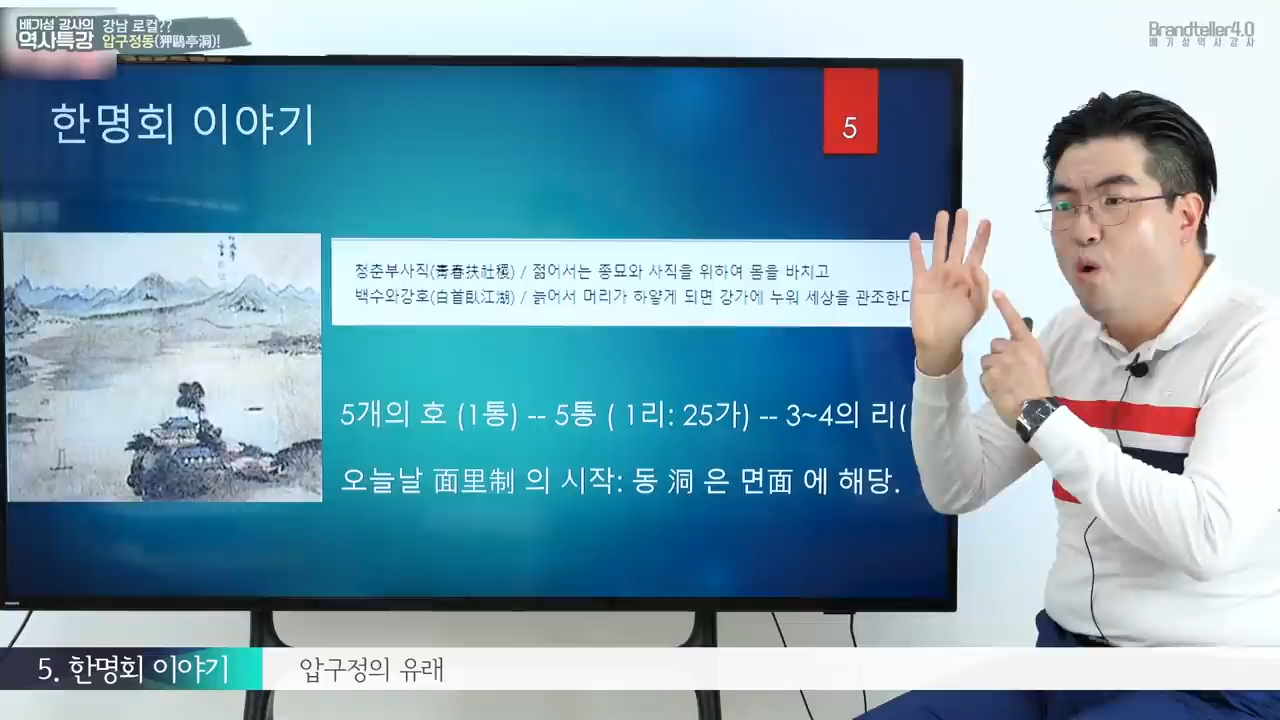 배기성 강사의 강남 로컬??
역사특강 압구정동(狎鷗亭洞)!
Brandteller4.0
배기성역사강사
한명회 이야기
5
청춘부사직(靑春扶社稷) / 젊어서는 종묘와 사직을 위하여 몸을 바치고
백수와강호(白首臥江湖) / 늙어서 머리가 하얗게 되면 강가에 누워 세상을 관조한다
5개의 호 (1통) -- 5통 ( 1리: 25가) -- 3~4의 리(
오늘날 面里制 의 시작: 동 洞 은 면面 에 해당.
5. 한명회 이야기 압구정의 유래